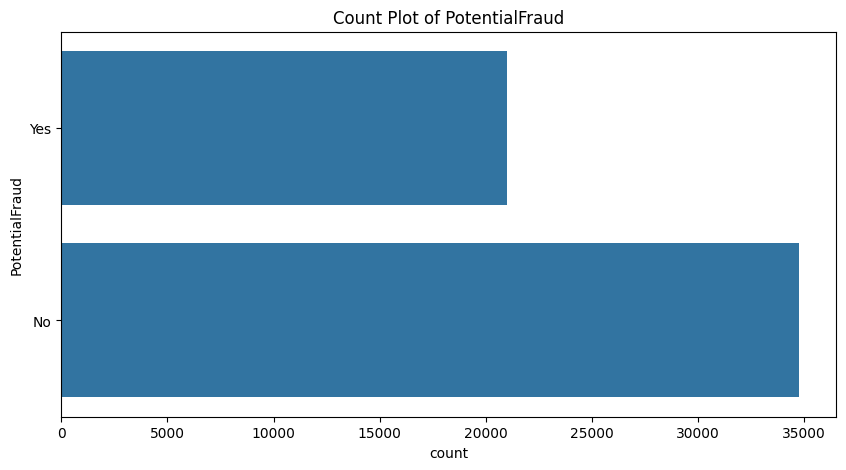 Count Plot of PotentialFraud
PotentialFraud
Yes
No
0 5000 10000 15000 20000 25000 30000 35000
count